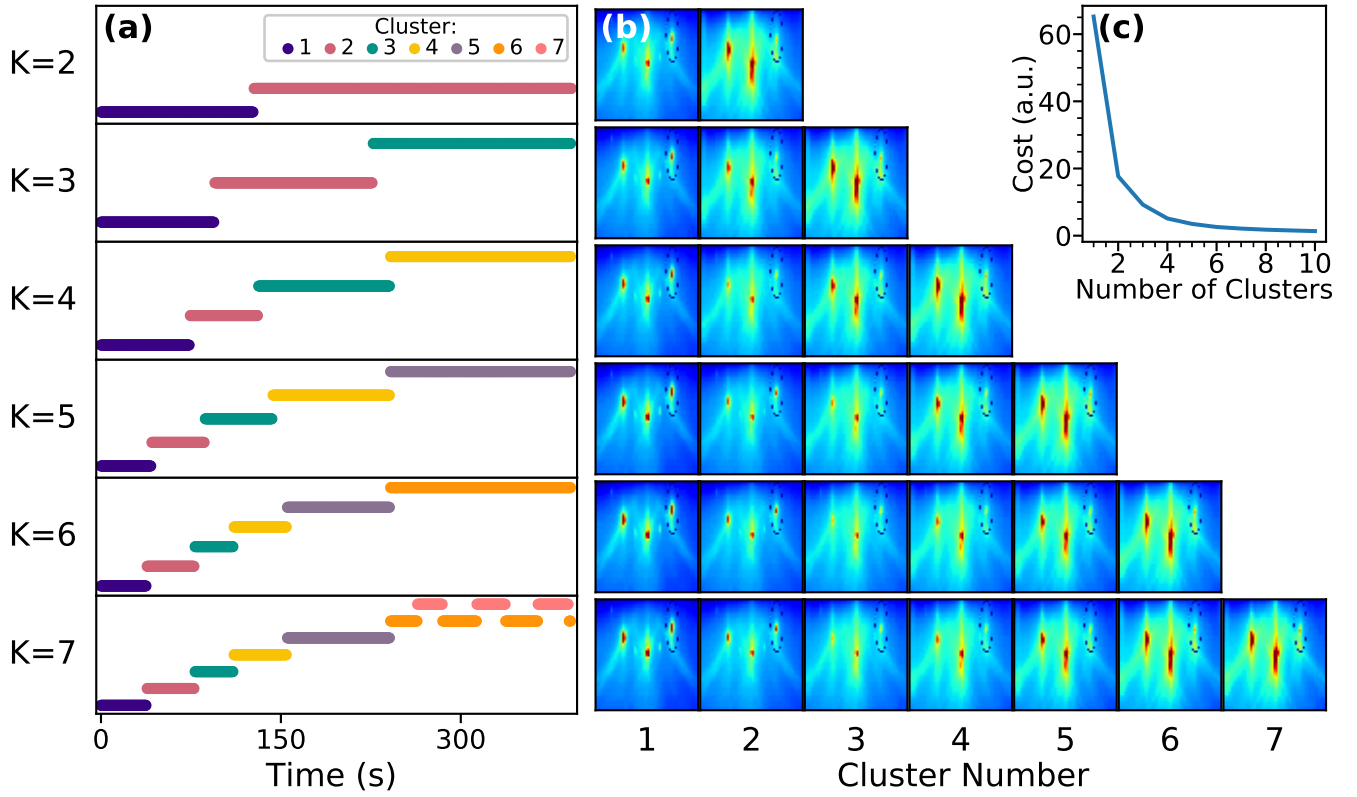 (a)
Cluster:
1 2 3 4 5 6 7
K=2
K=3
K=4
K=5
K=6
K=7
0 150 300
Time (s)
(b)
1 2 3 4 5 6 7
Cluster Number
(c)
60
40
20
0
Cost (a.u.)
2 4 6 8 10
Number of Clusters